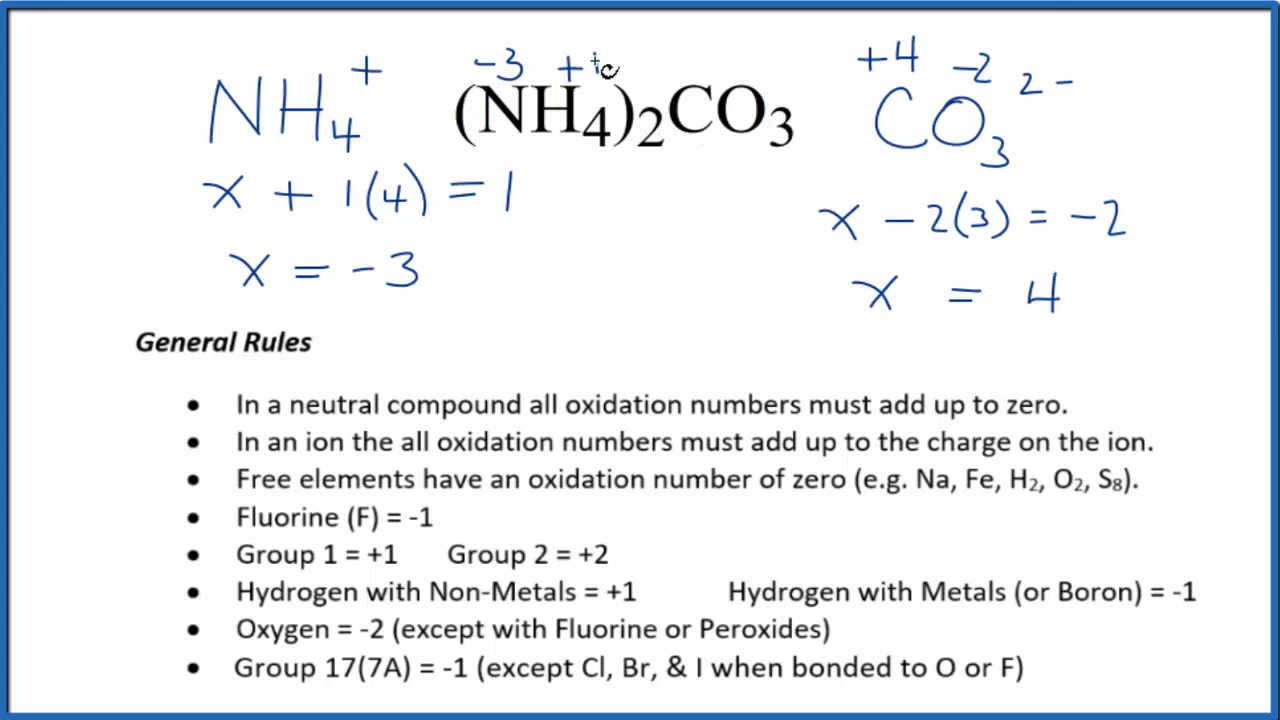 -3 +
NH₄⁺ (NH₄)₂CO₃ +4 -2
CO₃²⁻
x + 1(4) = 1
x = -3
x - 2(3) = -2
x = 4
General Rules
• In a neutral compound all oxidation numbers must add up to zero.
• In an ion the all oxidation numbers must add up to the charge on the ion.
• Free elements have an oxidation number of zero (e.g. Na, Fe, H₂, O₂, S₈).
• Fluorine (F) = -1
• Group 1 = +1 Group 2 = +2
• Hydrogen with Non-Metals = +1 Hydrogen with Metals (or Boron) = -1
• Oxygen = -2 (except with Fluorine or Peroxides)
• Group 17(7A) = -1 (except Cl, Br, & I when bonded to O or F)